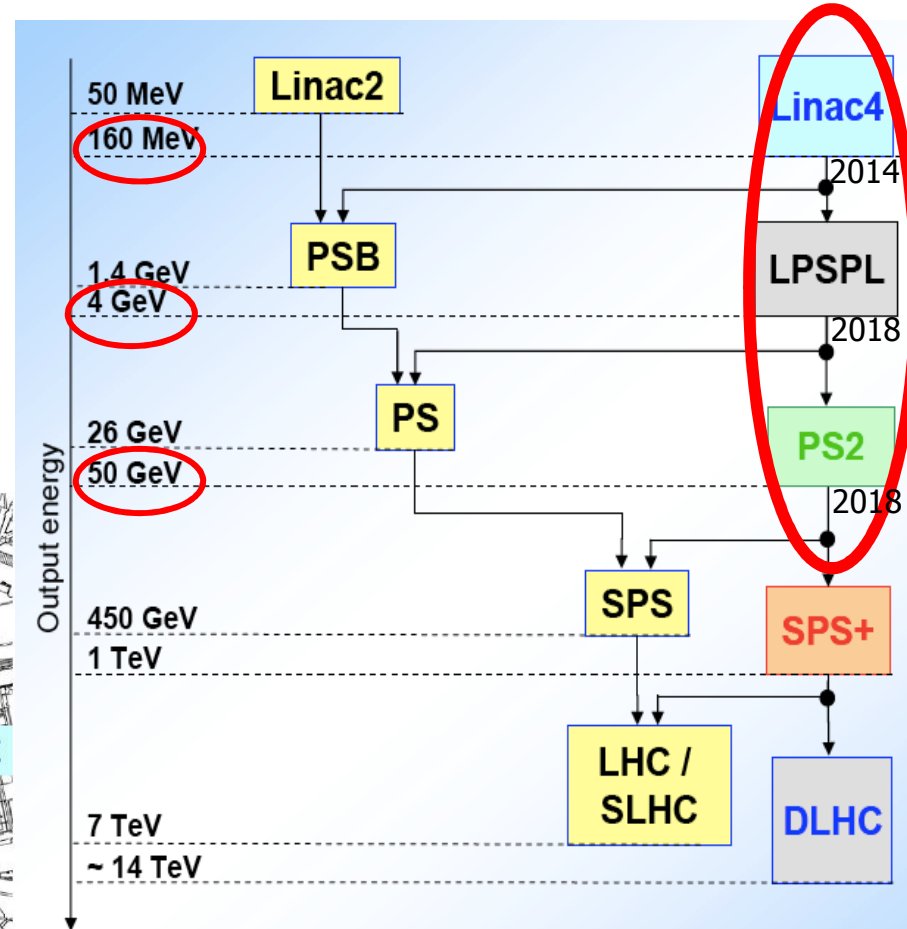 50 MeV
Linac2
Linac4
160 MeV
2014
PSB
LPSPL
1.4 GeV
4 GeV
2018
PS
PS2
26 GeV
50 GeV
2018
Output energy
SPS
SPS+
450 GeV
1 TeV
LHC /
SLHC
DLHC
7 TeV
~ 14 TeV